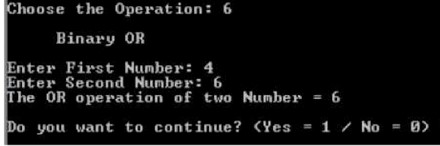 Choose the Operation: 6
Binary OR
Enter First Number: 4
Enter Second Number: 6
The OR operation of two Number = 6
Do you want to continue? (Yes = 1 / No = 0)